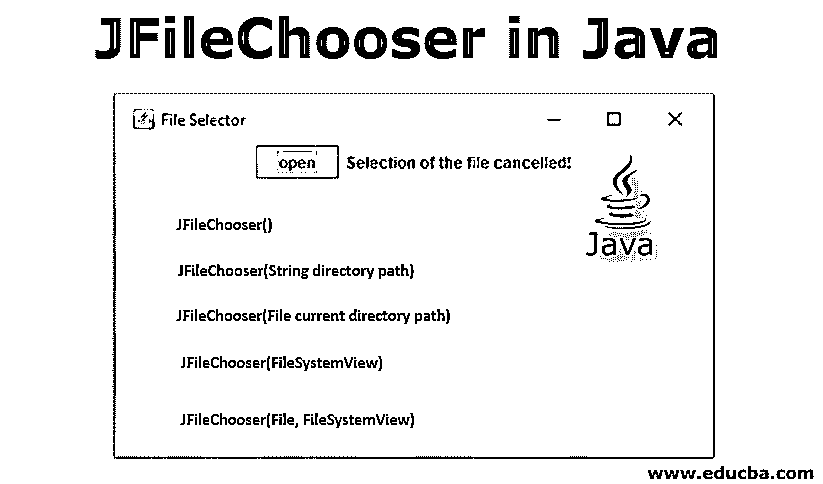 JFileChooser in Java
File Selector
open Selection of the file cancelled!
Java
JFileChooser()
JFileChooser(String directory path)
JFileChooser(File current directory path)
JFileChooser(FileSystemView)
JFileChooser(File, FileSystemView)
www.educba.com